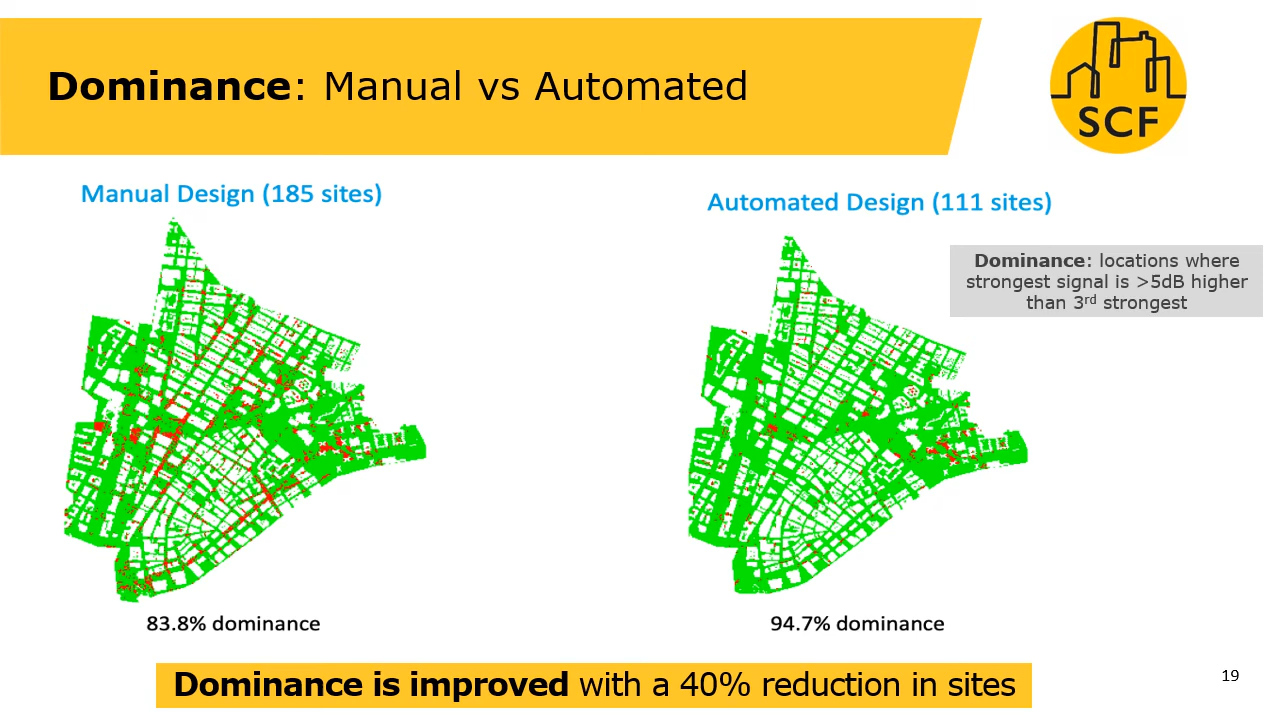 Dominance: Manual vs Automated
SCF
Manual Design (185 sites)
Automated Design (111 sites)
Dominance: locations where
strongest signal is >5dB higher
than 3rd strongest
83.8% dominance
94.7% dominance
Dominance is improved with a 40% reduction in sites
19